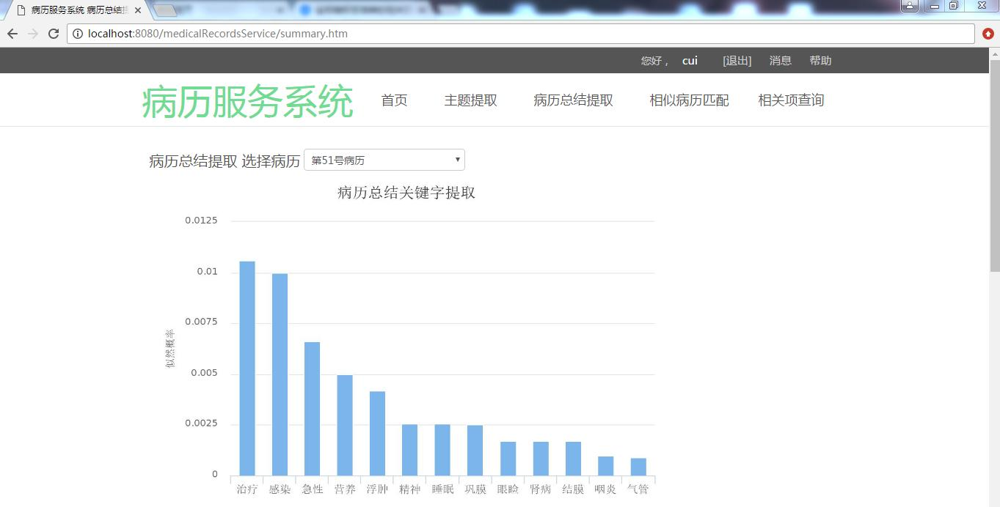 病历服务系统 病历总结提
localhost:8080/medicalRecordsService/summary.htm
您好， cui [退出] 消息 帮助
病历服务系统 首页 主题提取 病历总结提取 相似病历匹配 相关项查询
病历总结提取 选择病历 第51号病历
病历总结关键字提取
0.0125
0.01
0.0075
0.005
0.0025
0
似然概率
治疗 感染 急性 营养 浮肿 精神 睡眠 巩膜 眼睑 肾病 结膜 咽炎 气管